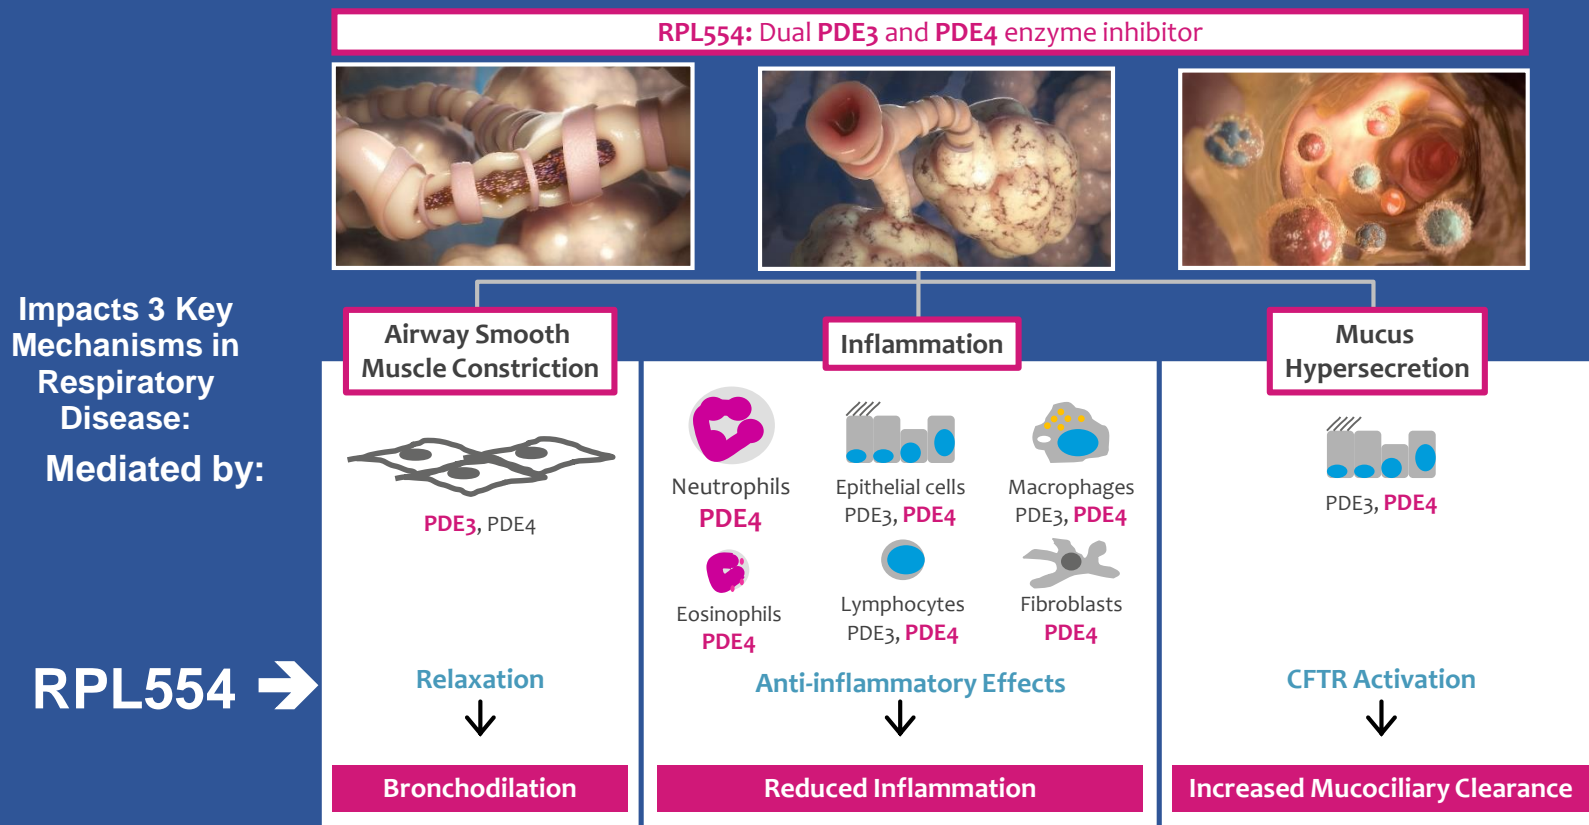 RPL554: Dual PDE3 and PDE4 enzyme inhibitor
Impacts 3 Key
Mechanisms in
Respiratory
Disease:
Mediated by:
Airway Smooth
Muscle Constriction
PDE3, PDE4
Inflammation
Neutrophils
PDE4
Epithelial cells
PDE3, PDE4
Macrophages
PDE3, PDE4
Eosinophils
PDE4
Lymphocytes
PDE3, PDE4
Fibroblasts
PDE4
Mucus
Hypersecretion
PDE3, PDE4
RPL554
Relaxation
Anti-inflammatory Effects
CFTR Activation
Bronchodilation
Reduced Inflammation
Increased Mucociliary Clearance